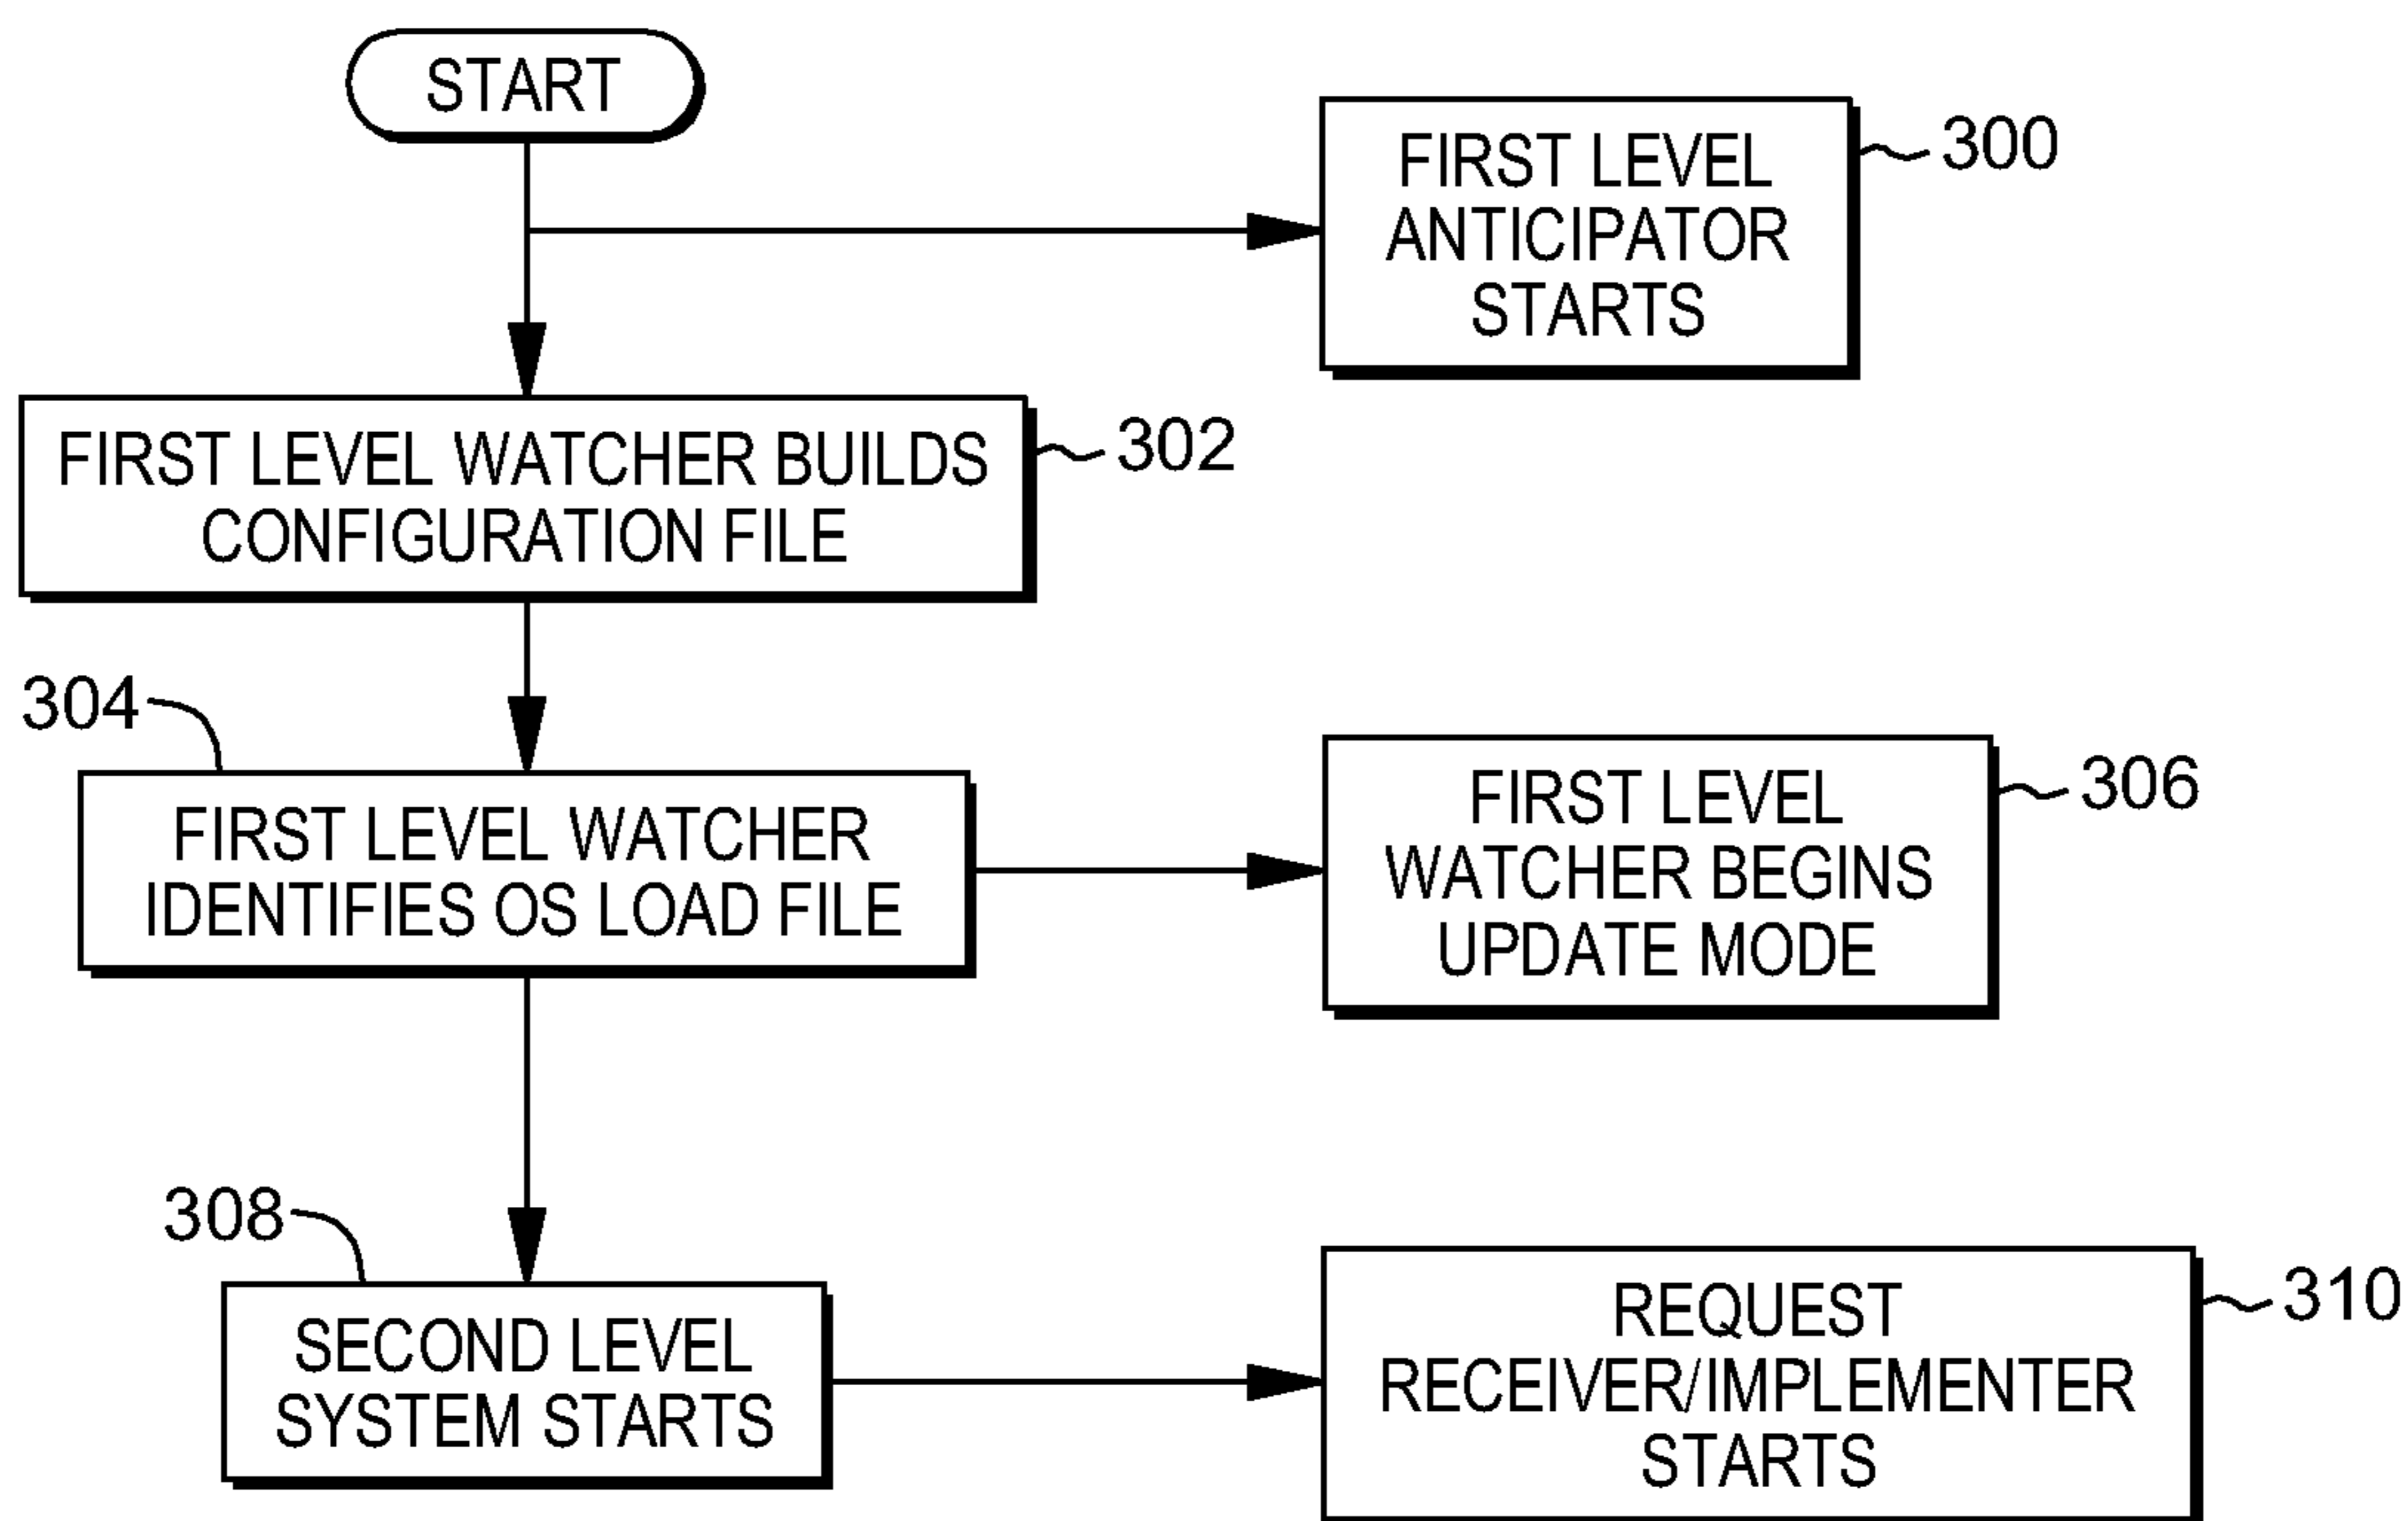 START
FIRST LEVEL
ANTICIPATOR
STARTS
300
FIRST LEVEL WATCHER BUILDS
CONFIGURATION FILE
302
304
FIRST LEVEL WATCHER
IDENTIFIES OS LOAD FILE
FIRST LEVEL
WATCHER BEGINS
UPDATE MODE
306
308
SECOND LEVEL
SYSTEM STARTS
REQUEST
RECEIVER/IMPLEMENTER
STARTS
310